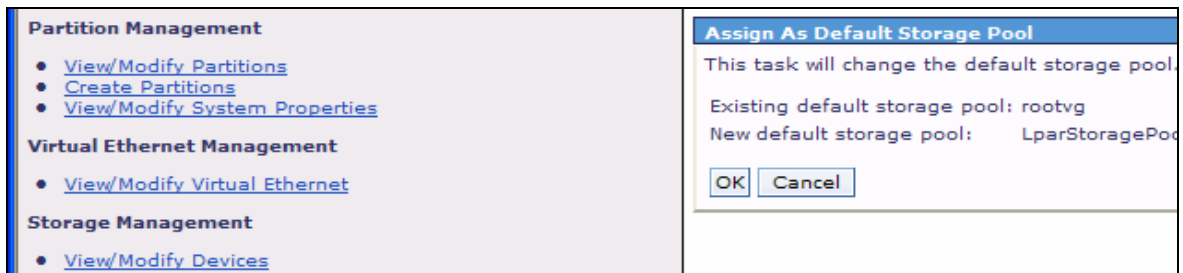 Partition Management
View/Modify Partitions
Create Partitions
View/Modify System Properties
Virtual Ethernet Management
View/Modify Virtual Ethernet
Storage Management
View/Modify Devices
Assign As Default Storage Pool
This task will change the default storage pool.
Existing default storage pool: rootvg
New default storage pool: LparStoragePoo
OK Cancel